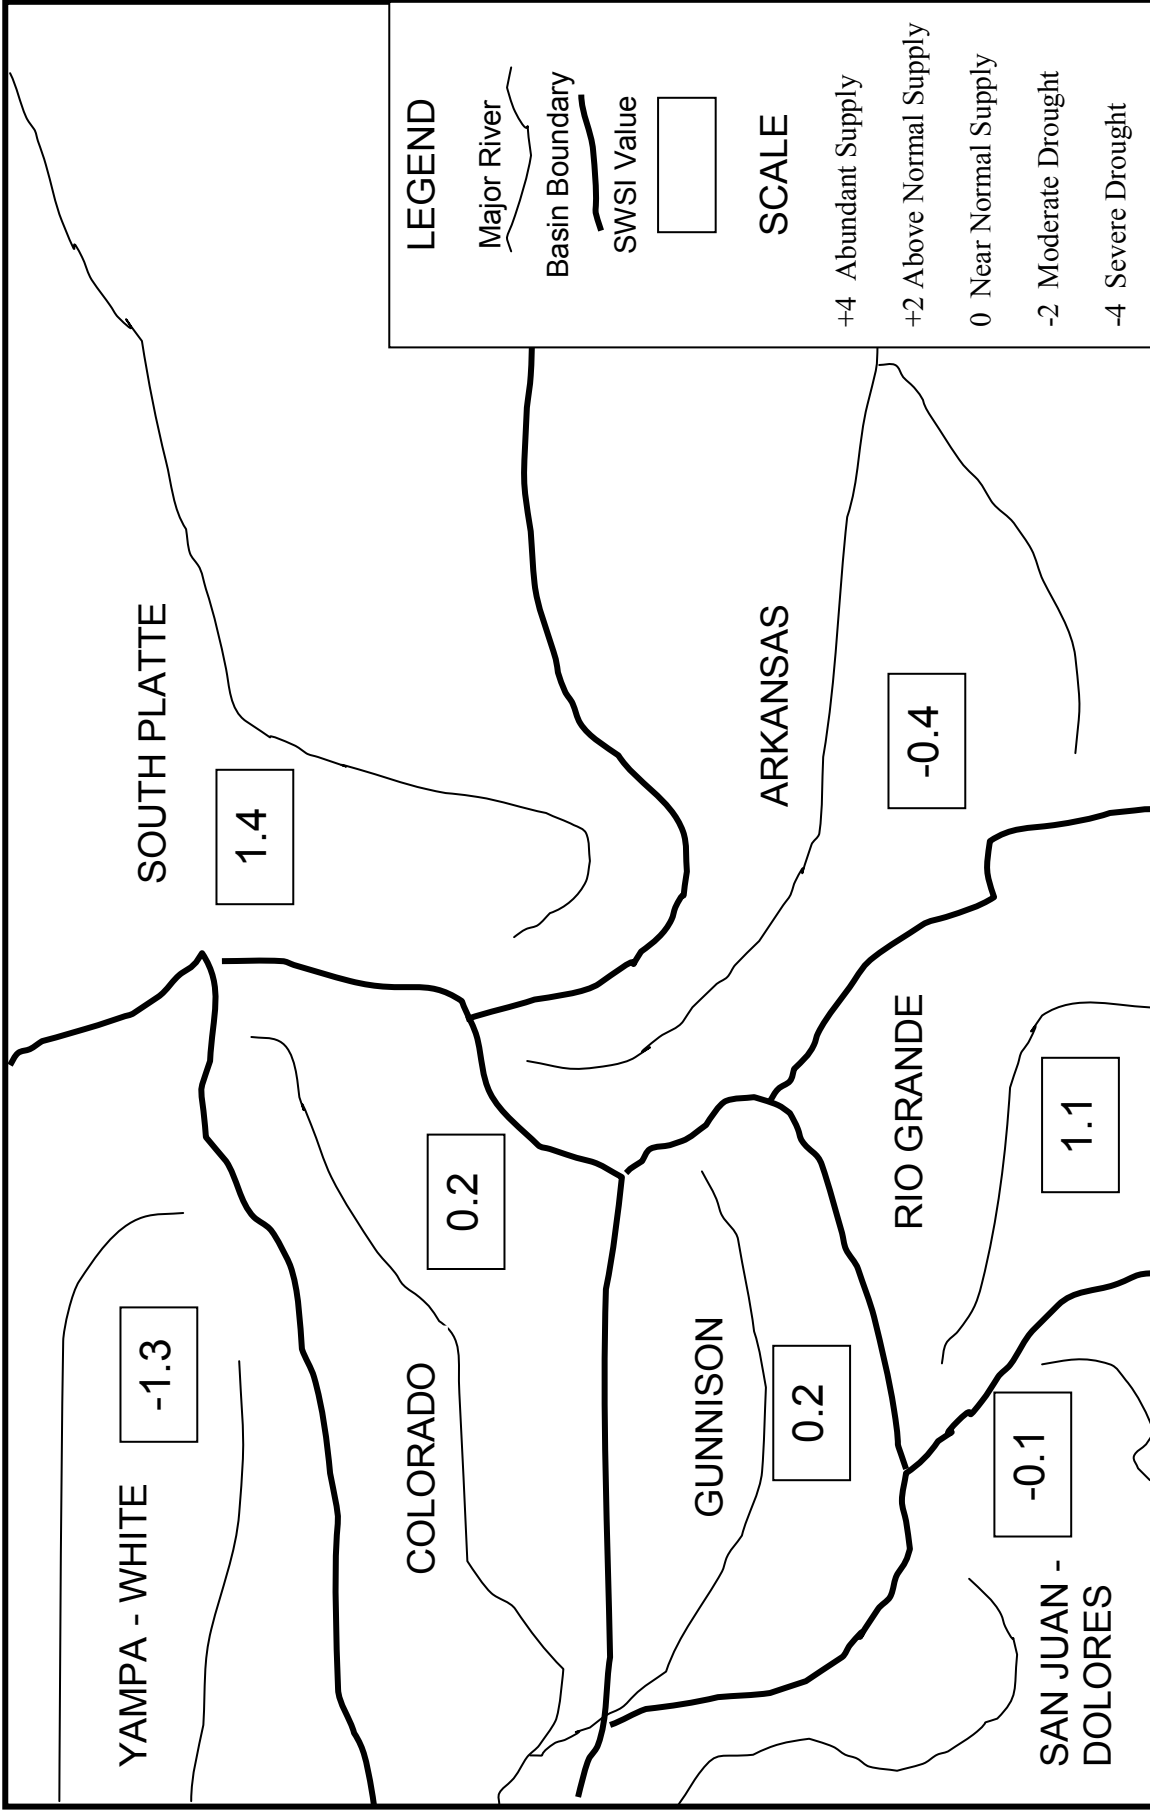 YAMPA - WHITE
-1.3
SOUTH PLATTE
1.4
COLORADO
0.2
GUNNISON
0.2
ARKANSAS
-0.4
RIO GRANDE
1.1
SAN JUAN -
DOLORES
-0.1
LEGEND
Major River
Basin Boundary
SWSI Value
SCALE
+4 Abundant Supply
+2 Above Normal Supply
0 Near Normal Supply
-2 Moderate Drought
-4 Severe Drought